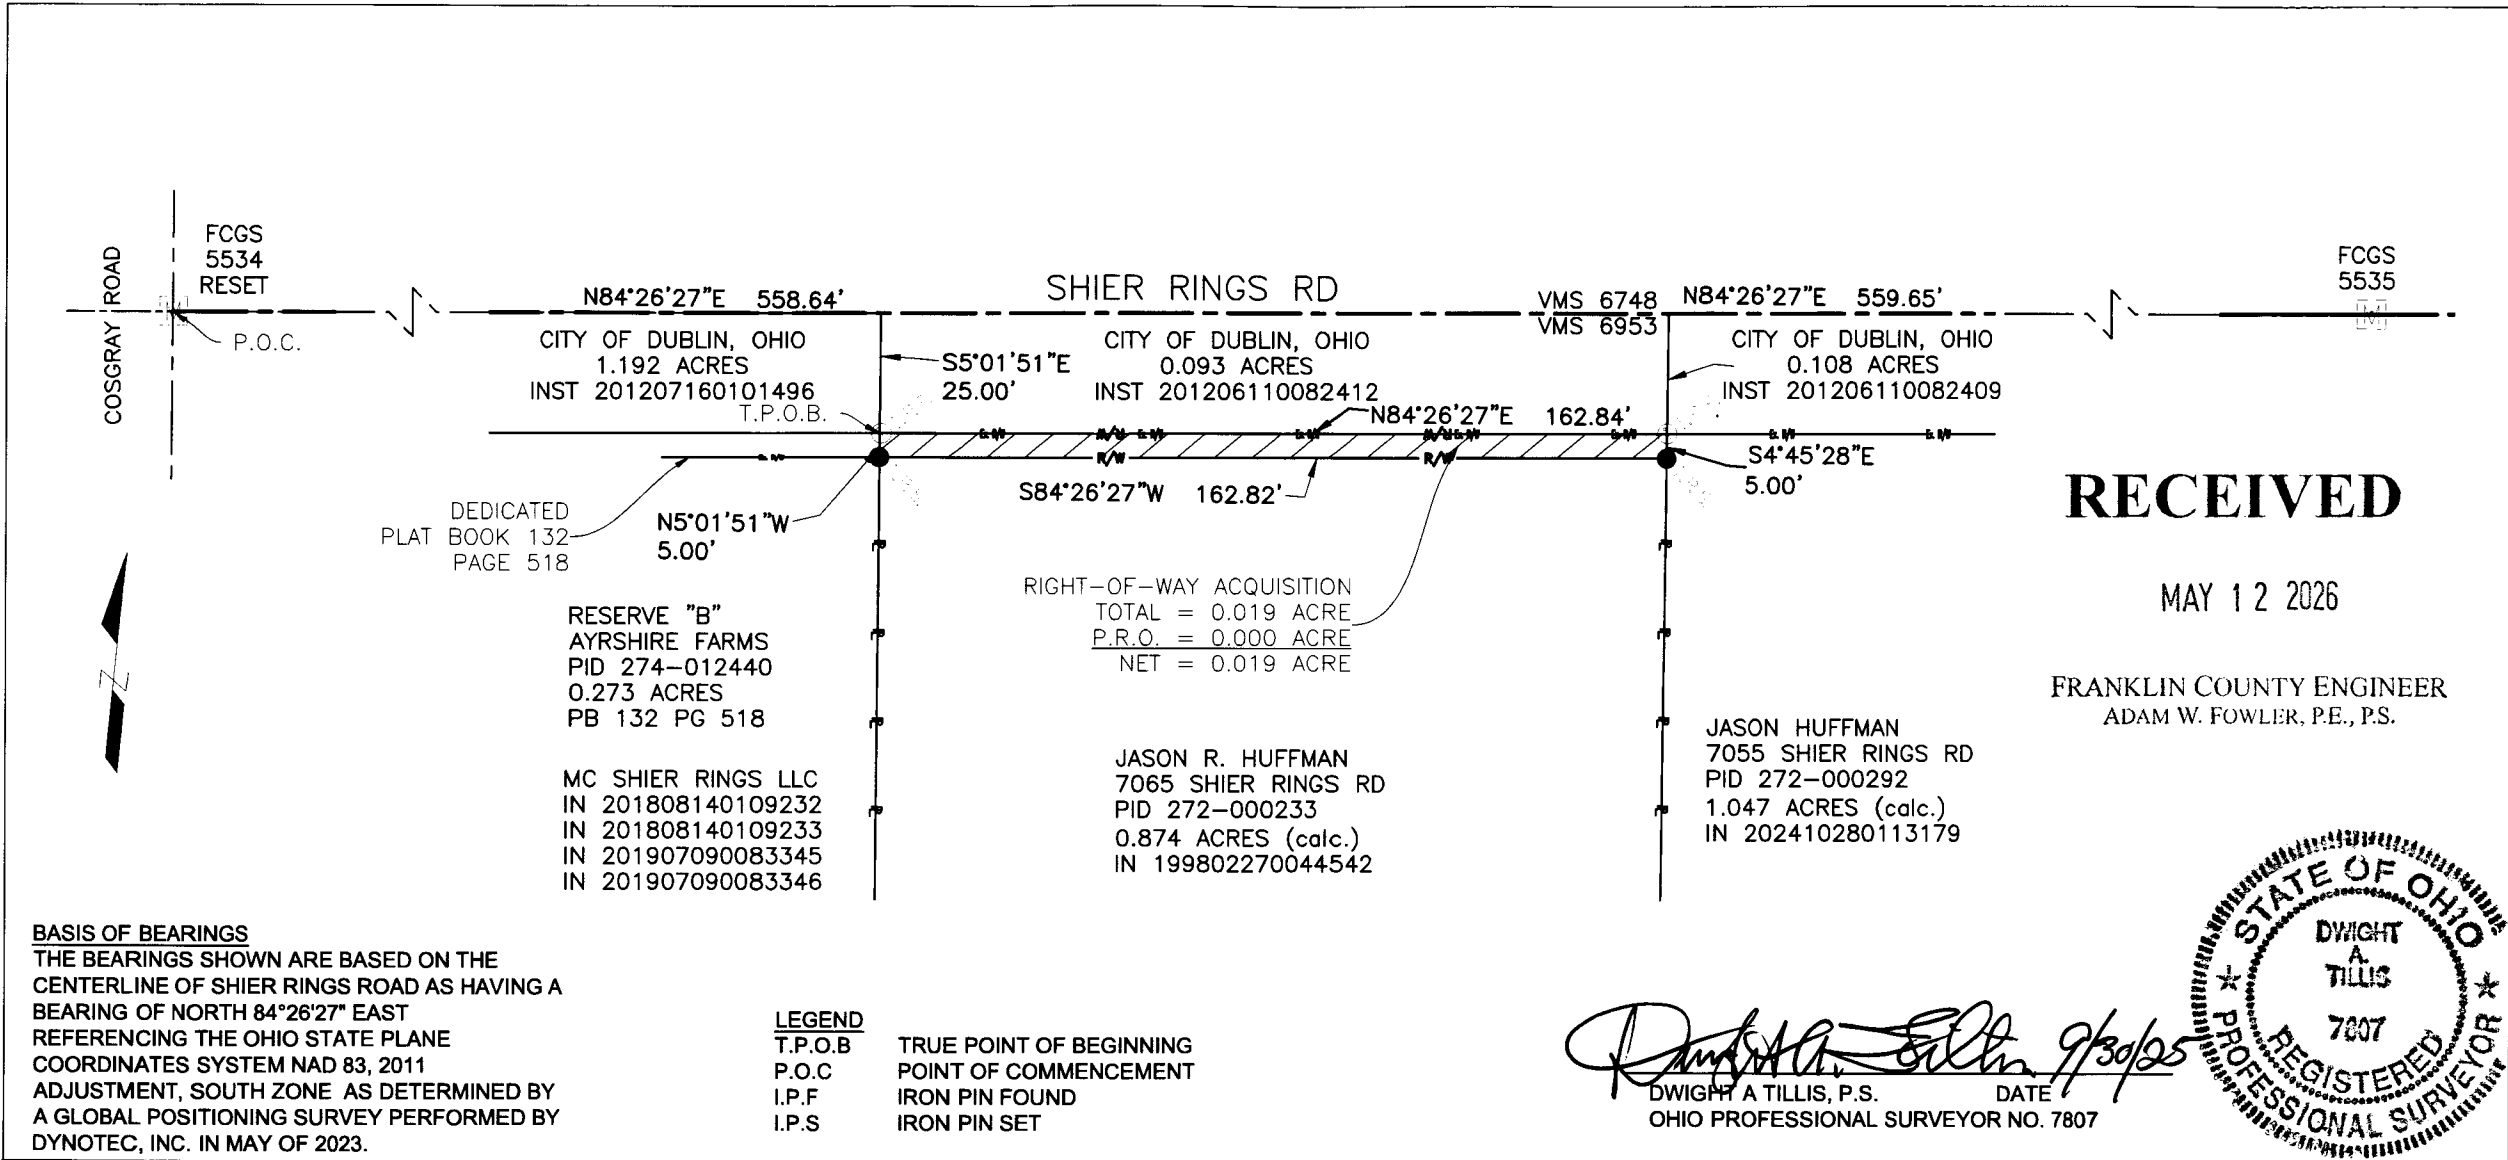 FCGS
5534
RESET
COSGRAY ROAD
P.O.C.
N84°26'27"E 558.64'
SHIER RINGS RD
VMS 6748
VMS 6953
N84°26'27"E 559.65'
FCGS
5535
CITY OF DUBLIN, OHIO
1.192 ACRES
INST 201207160101496
T.P.O.B.
S5°01'51"E
25.00'
CITY OF DUBLIN, OHIO
0.093 ACRES
INST 201206110082412
CITY OF DUBLIN, OHIO
0.108 ACRES
INST 201206110082409
N84°26'27"E 162.84'
R/W
R/W
S84°26'27"W 162.82'
S4°45'28"E
5.00'
DEDICATED
PLAT BOOK 132
PAGE 518
N5°01'51"W
5.00'
RIGHT-OF-WAY ACQUISITION
TOTAL = 0.019 ACRE
P.R.O. = 0.000 ACRE
NET = 0.019 ACRE
RECEIVED
MAY 12 2026
FRANKLIN COUNTY ENGINEER
ADAM W. FOWLER, P.E., P.S.
RESERVE "B"
AYRSHIRE FARMS
PID 274-012440
0.273 ACRES
PB 132 PG 518
MC SHIER RINGS LLC
IN 201808140109232
IN 201808140109233
IN 201907090083345
IN 201907090083346
JASON R. HUFFMAN
7065 SHIER RINGS RD
PID 272-000233
0.874 ACRES (calc.)
IN 199802270044542
JASON HUFFMAN
7055 SHIER RINGS RD
PID 272-000292
1.047 ACRES (calc.)
IN 202410280113179
BASIS OF BEARINGS
THE BEARINGS SHOWN ARE BASED ON THE
CENTERLINE OF SHIER RINGS ROAD AS HAVING A
BEARING OF NORTH 84°26'27" EAST
REFERENCING THE OHIO STATE PLANE
COORDINATES SYSTEM NAD 83, 2011
ADJUSTMENT, SOUTH ZONE AS DETERMINED BY
A GLOBAL POSITIONING SURVEY PERFORMED BY
DYNOTEC, INC. IN MAY OF 2023.
LEGEND
T.P.O.B TRUE POINT OF BEGINNING
P.O.C POINT OF COMMENCEMENT
I.P.F IRON PIN FOUND
I.P.S IRON PIN SET
Dwight A. Tillis 9/30/25
DWIGHT A TILLIS, P.S. DATE
OHIO PROFESSIONAL SURVEYOR NO. 7807
STATE OF OHIO
DWIGHT
A.
TILLIS
7807
REGISTERED
PROFESSIONAL SURVEYOR